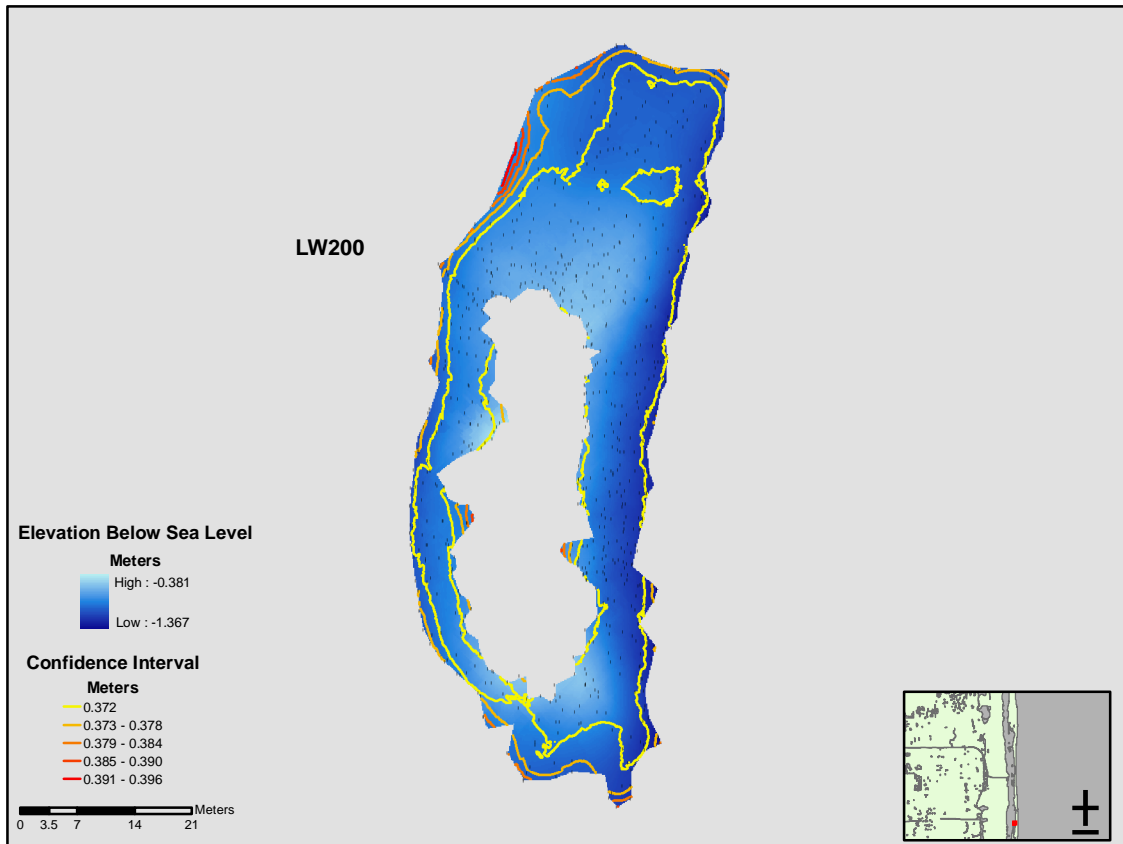 LW200
Elevation Below Sea Level
Meters
High : -0.381
Low : -1.367
Confidence Interval
Meters
0.372
0.373 - 0.378
0.379 - 0.384
0.385 - 0.390
0.391 - 0.396
Meters
0 3.5 7 14 21